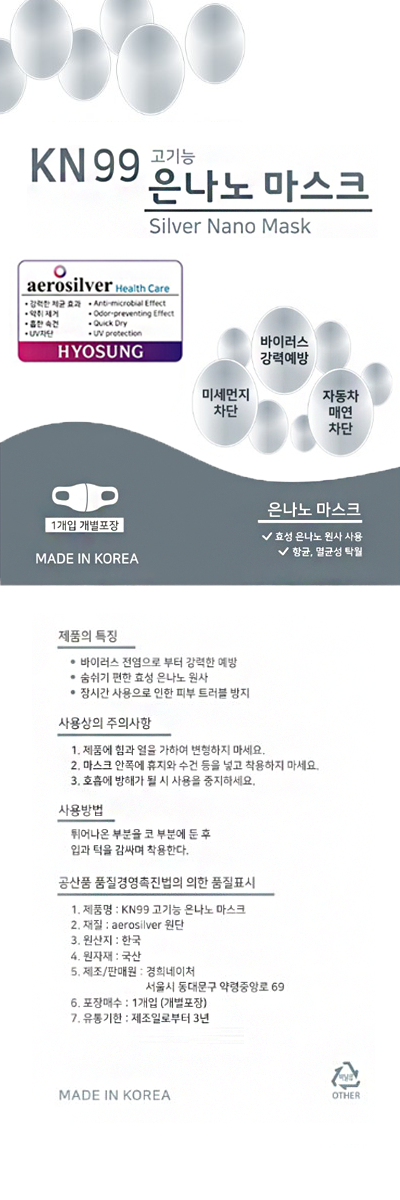 KN99 고기능
은나노 마스크
Silver Nano Mask
aerosilver Health Care
• 강력한 제균 효과 • Anti-microbial Effect
• 악취 제거 • Odor-preventing Effect
• 흡한 속건 • Quick Dry
• UV차단 • UV protection
HYOSUNG
바이러스
강력예방
미세먼지
차단
자동차
매연
차단
1개입 개별포장
MADE IN KOREA
은나노 마스크
✓ 효성 은나노 원사 사용
✓ 항균, 멸균성 탁월
제품의 특징
• 바이러스 전염으로 부터 강력한 예방
• 숨쉬기 편한 효성 은나노 원사
• 장시간 사용으로 인한 피부 트러블 방지
사용상의 주의사항
1. 제품에 힘과 열을 가하여 변형하지 마세요.
2. 마스크 안쪽에 휴지와 수건 등을 넣고 착용하지 마세요.
3. 호흡에 방해가 될 시 사용을 중지하세요.
사용방법
튀어나온 부분을 코 부분에 둔 후
입과 턱을 감싸며 착용한다.
공산품 품질경영촉진법의 의한 품질표시
1. 제품명 : KN99 고기능 은나노 마스크
2. 재질 : aerosilver 원단
3. 원산지 : 한국
4. 원자재 : 국산
5. 제조/판매원 : 경희네이처
서울시 동대문구 약령중앙로 69
6. 포장매수 : 1개입 (개별포장)
7. 유통기한 : 제조일로부터 3년
MADE IN KOREA
OTHER